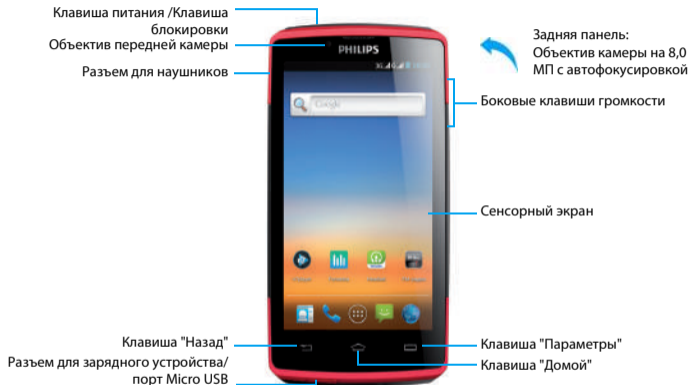 Клавиша питания /Клавиша
блокировки
Объектив передней камеры
Разъем для наушников
PHILIPS
3G
Google
Задняя панель:
Объектив камеры на 8,0
МП с автофокусировкой
Боковые клавиши громкости
Сенсорный экран
Клавиша "Назад"
Разъем для зарядного устройства/
порт Micro USB
Клавиша "Параметры"
Клавиша "Домой"